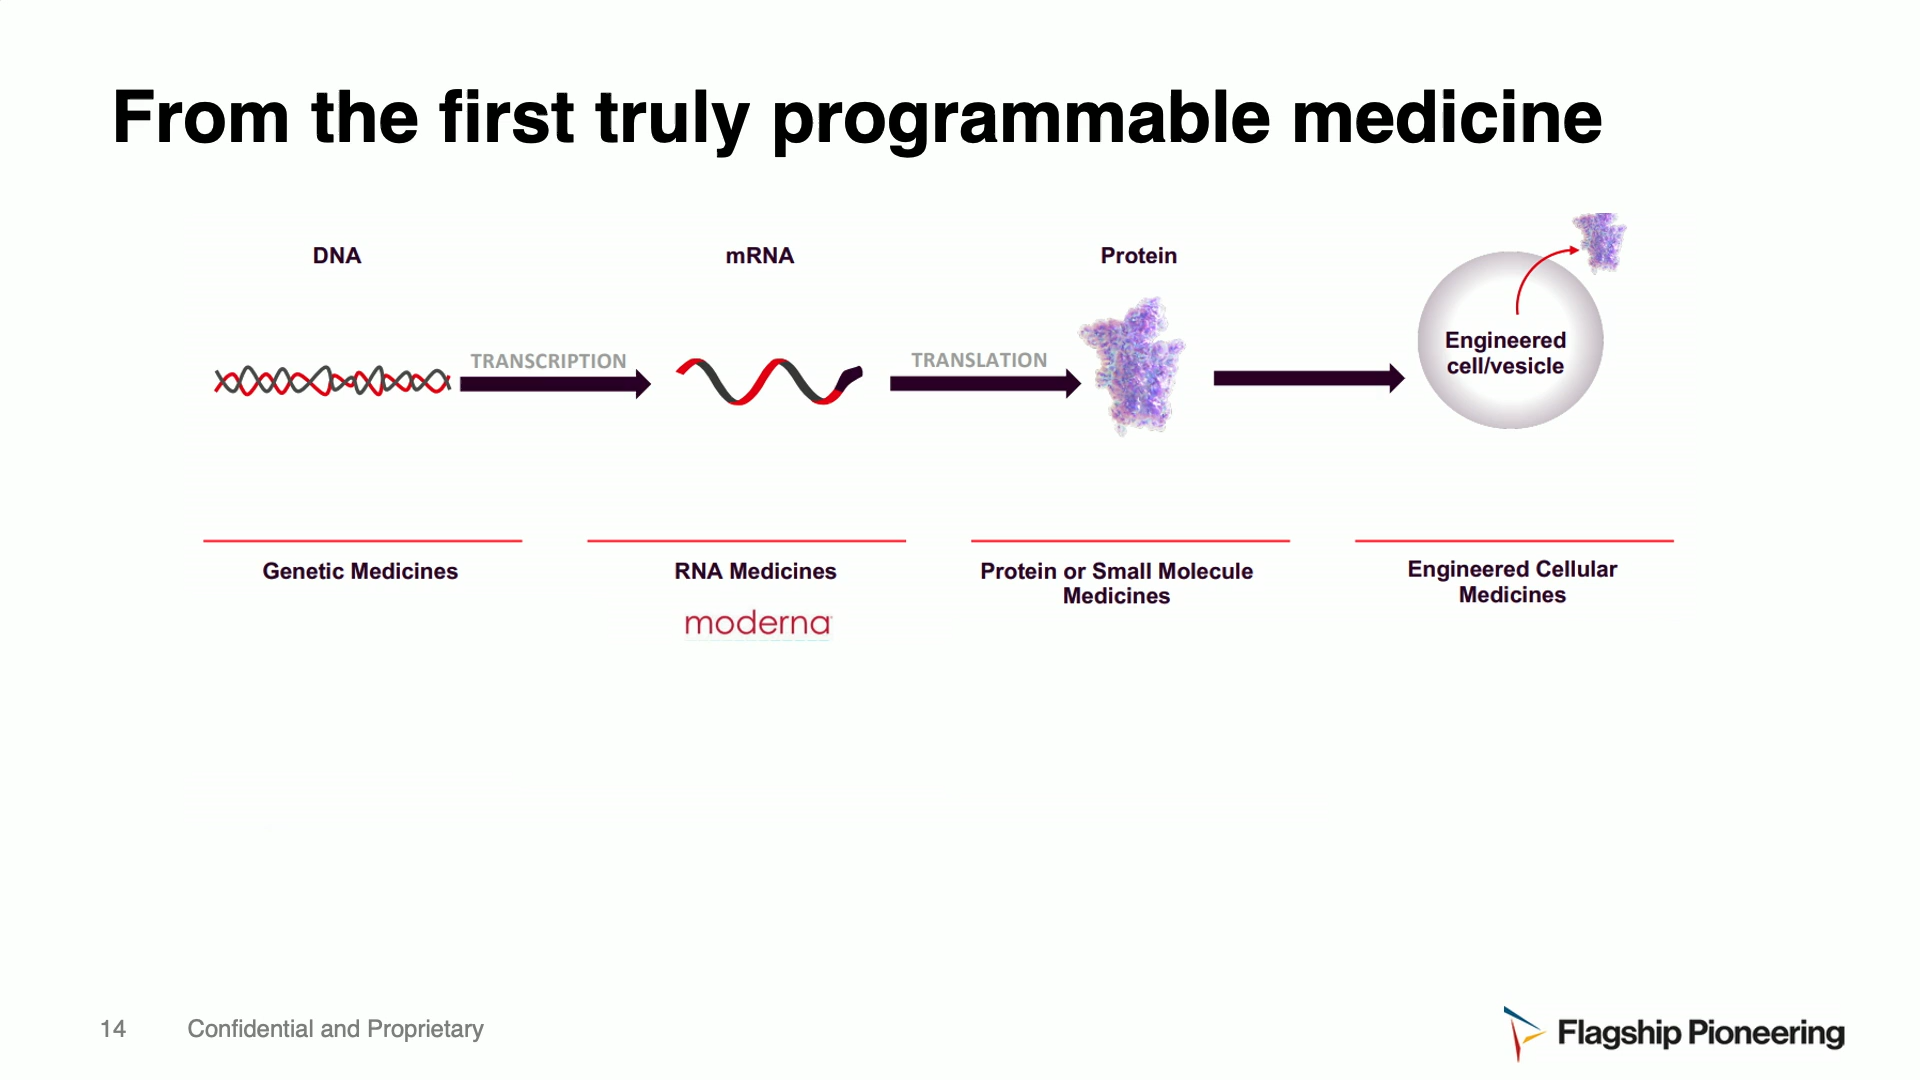 From the first truly programmable medicine
DNA
mRNA
Protein
TRANSCRIPTION
TRANSLATION
Engineered
cell/vesicle
Genetic Medicines
RNA Medicines
moderna
Protein or Small Molecule
Medicines
Engineered Cellular
Medicines
14
Confidential and Proprietary
Flagship Pioneering